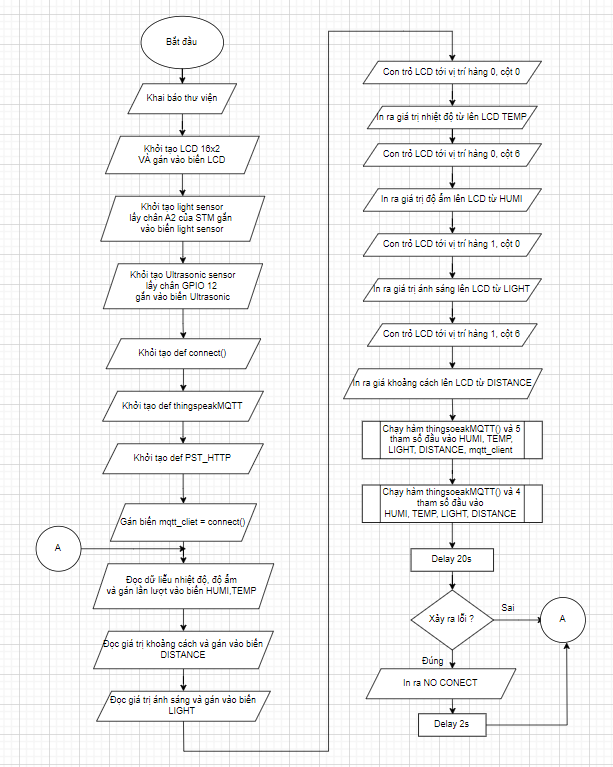 Bắt đầu
Khai báo thư viện
Khởi tạo LCD 16x2
VÀ gán vào biến LCD
Khởi tạo light sensor
lấy chân A2 của STM gắn
vào biến light sensor
Khởi tạo Ultrasonic sensor
lấy chân GPIO 12
gắn vào biến Ultrasonic
Khởi tạo def connect()
Khởi tạo def thingspeakMQTT
Khởi tạo def PST_HTTP
Gán biến mqtt_cliet = connect()
A
Đọc dữ liễu nhiệt độ, độ ẩm
và gán lần lượt vào biến HUMI,TEMP
Đọc giá trị khoảng cách và gán vào biến
DISTANCE
Đọc giá trị ánh sáng và gán vào biến
LIGHT
Con trỏ LCD tới vị trí hàng 0, cột 0
In ra giá trị nhiệt độ từ lên LCD TEMP
Con trỏ LCD tới vị trí hàng 0, cột 6
In ra giá trị độ ẩm lên LCD từ HUMI
Con trỏ LCD tới vị trí hàng 1, cột 0
In ra giá trị ánh sáng lên LCD từ LIGHT
Con trỏ LCD tới vị trí hàng 1, cột 6
In ra giá khoảng cách lên LCD từ DISTANCE
Chạy hàm thingsoeakMQTT() và 5
tham số đầu vào HUMI, TEMP,
LIGHT, DISTANCE, mqtt_client
Chạy hàm thingsoeakMQTT() và 4
tham số đầu vào
HUMI, TEMP, LIGHT, DISTANCE
Delay 20s
Xảy ra lỗi ?
Sai
A
Đúng
In ra NO CONECT
Delay 2s